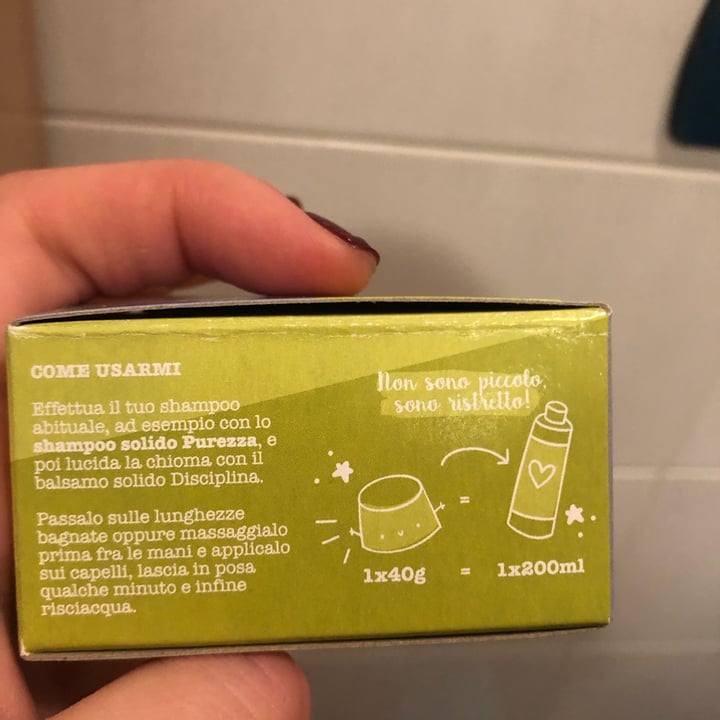 COME USARMI
Effettua il tuo shampoo
abituale, ad esempio con lo
shampoo solido Purezza, e
poi lucida la chioma con il
balsamo solido Disciplina.
Passalo sulle lunghezze
bagnate oppure massaggialo
prima fra le mani e applicalo
sui capelli, lascia in posa
qualche minuto e infine
risciacqua.
Non sono piccolo,
sono ristretto!
=
1x40g = 1x200ml